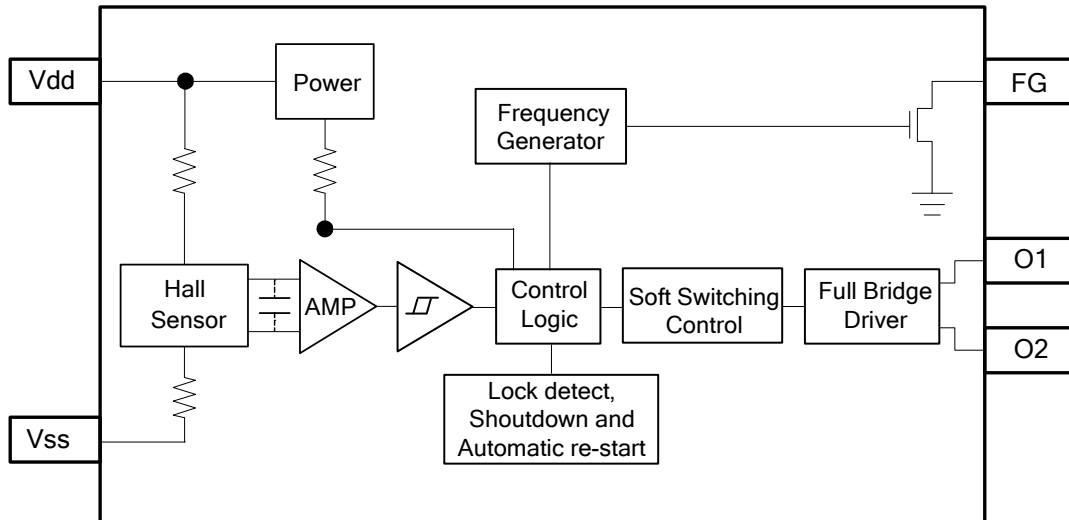 Vdd
Power
FG
Frequency
Generator
O1
Hall
Sensor
AMP
Control
Logic
Soft Switching
Control
Full Bridge
Driver
O2
Lock detect,
Shoutdown and
Automatic re-start
Vss